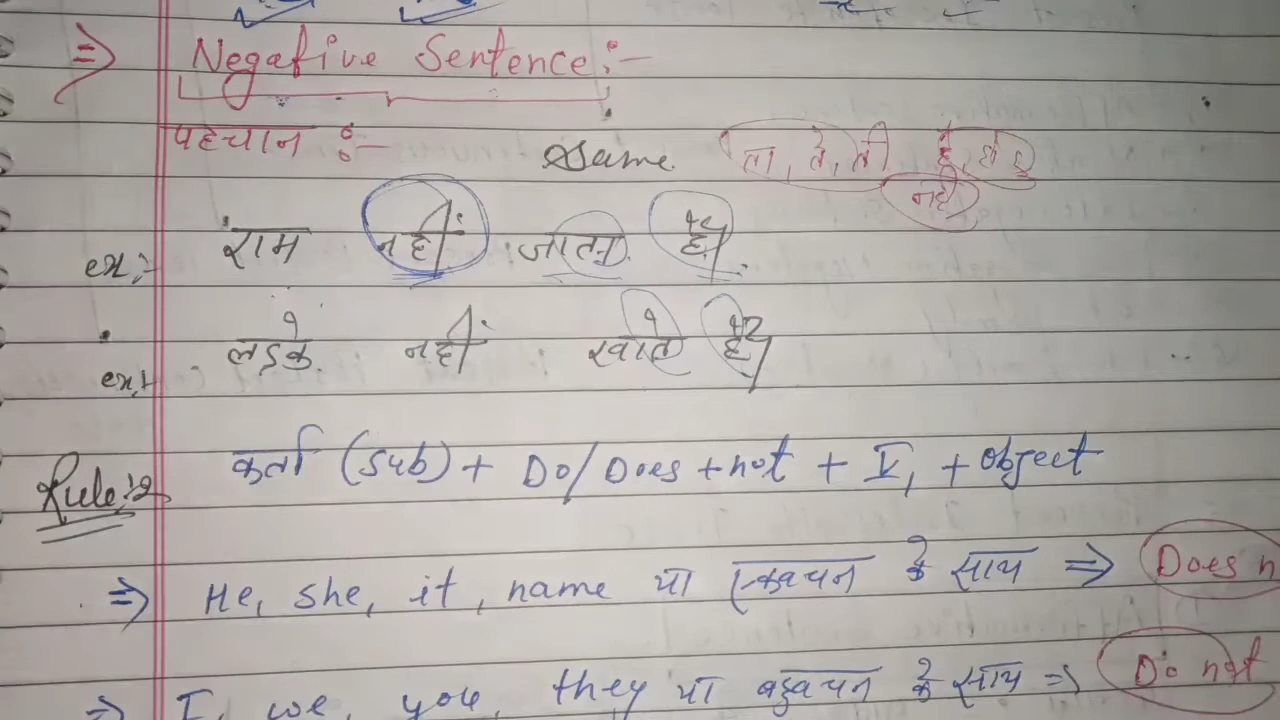 ⇒ Negative Sentence:-
पहचान :- Same ता, ते, ती है, हो हूँ
नहीं
ex:- राम नहीं जाता है।
ex:- लड़के नहीं खाते हैं।
Rule:2 कर्ता (Sub) + Do/Does + not + V₁ + object
⇒ He, she, it, name या एकवचन के साथ ⇒ Does n
⇒ I, we, you, they या बहुवचन के साथ ⇒ Do not